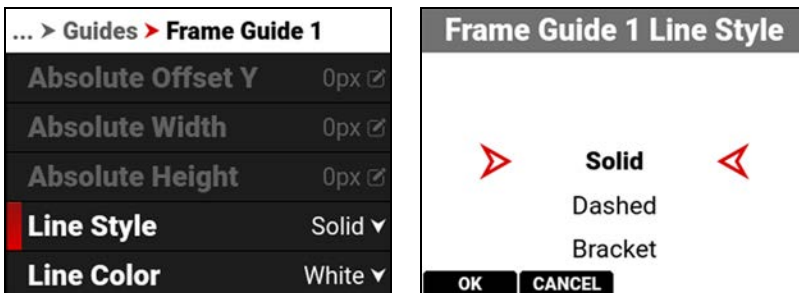 ... > Guides > Frame Guide 1
Absolute Offset Y 0px
Absolute Width 0px
Absolute Height 0px
Line Style Solid
Line Color White
Frame Guide 1 Line Style
Solid
Dashed
Bracket
OK CANCEL